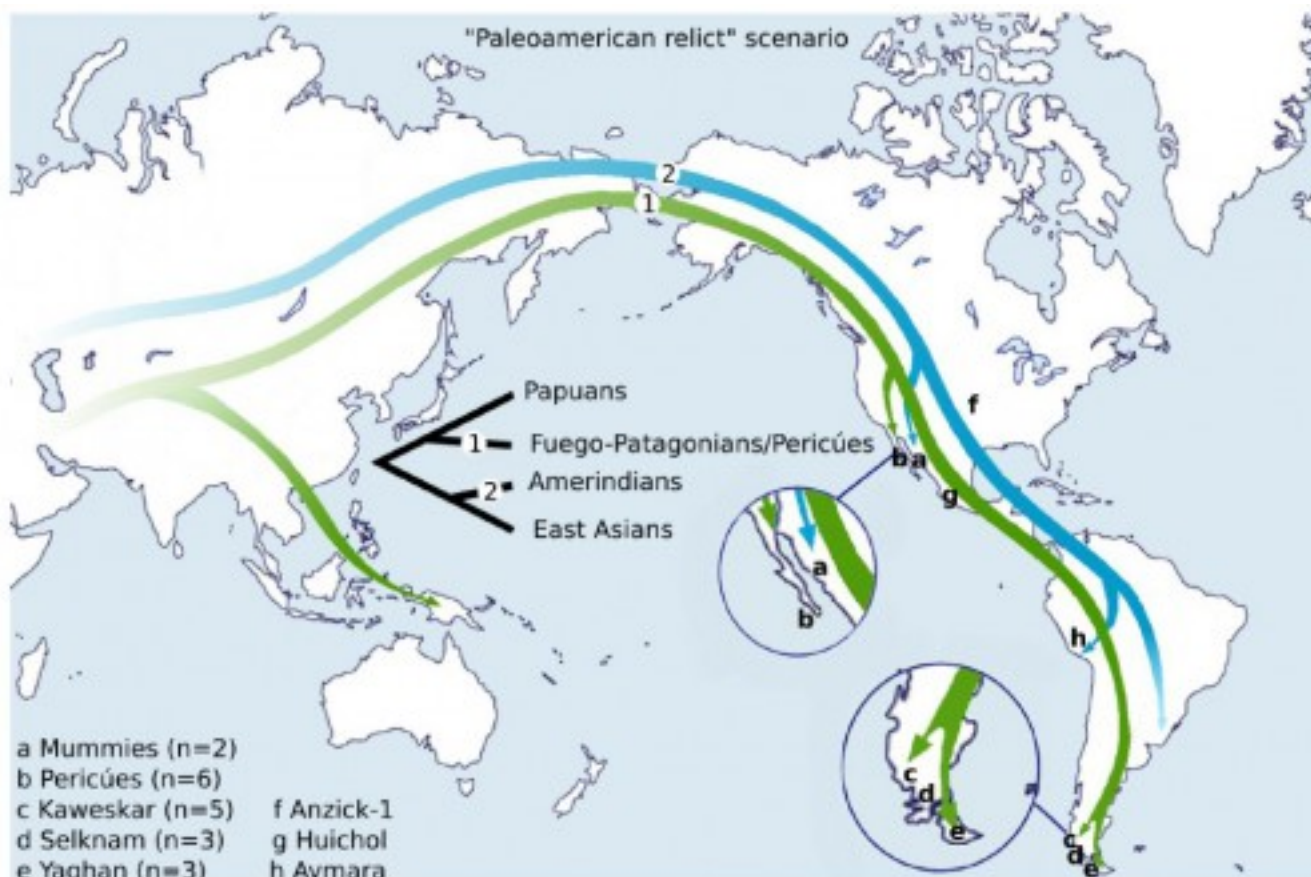 "Paleoamerican relict" scenario
2
1
Papuans
1 Fuego-Patagonians/Pericúes
2 Amerindians
East Asians
f
b a
g
a
b
h
c
d
e
c
d
e
a Mummies (n=2)
b Pericúes (n=6)
c Kaweskar (n=5) f Anzick-1
d Selknam (n=3) g Huichol
e Yaghan (n=3) h Aymara